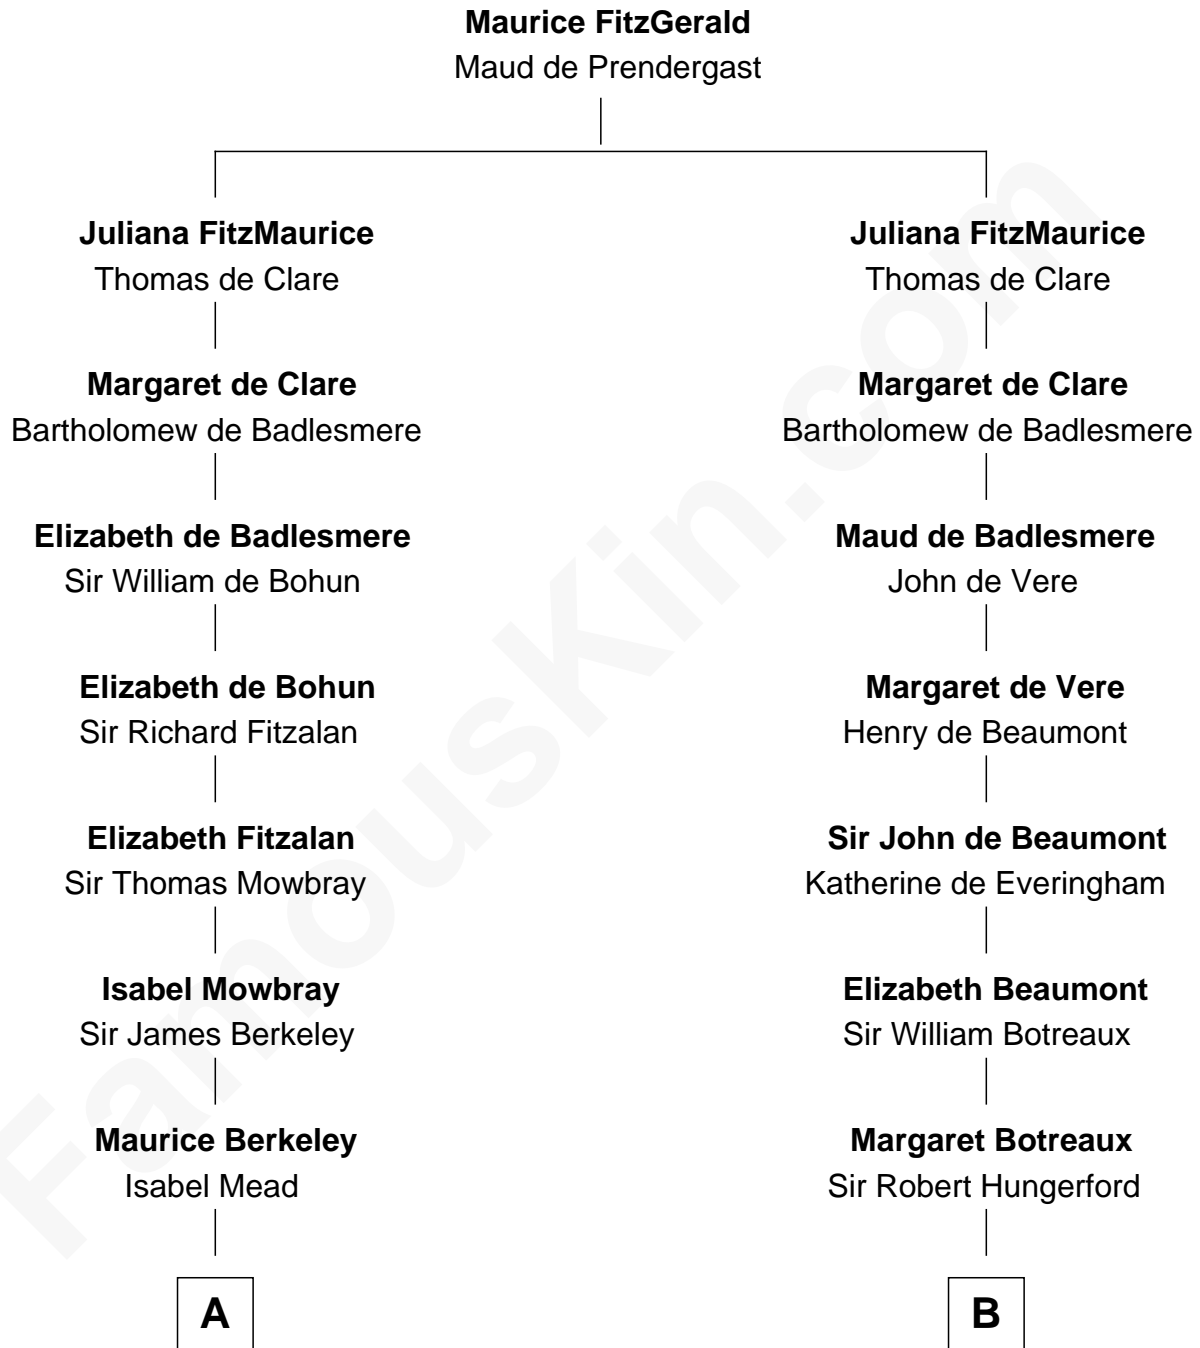 Maurice FitzGerald
Maud de Prendergast
Juliana FitzMaurice
Thomas de Clare
Margaret de Clare
Bartholomew de Badlesmere
Elizabeth de Badlesmere
Sir William de Bohun
Elizabeth de Bohun
Sir Richard Fitzalan
Elizabeth Fitzalan
Sir Thomas Mowbray
Isabel Mowbray
Sir James Berkeley
Maurice Berkeley
Isabel Mead
A
Juliana FitzMaurice
Thomas de Clare
Margaret de Clare
Bartholomew de Badlesmere
Maud de Badlesmere
John de Vere
Margaret de Vere
Henry de Beaumont
Sir John de Beaumont
Katherine de Everingham
Elizabeth Beaumont
Sir William Botreaux
Margaret Botreaux
Sir Robert Hungerford
B
FamousKin.com